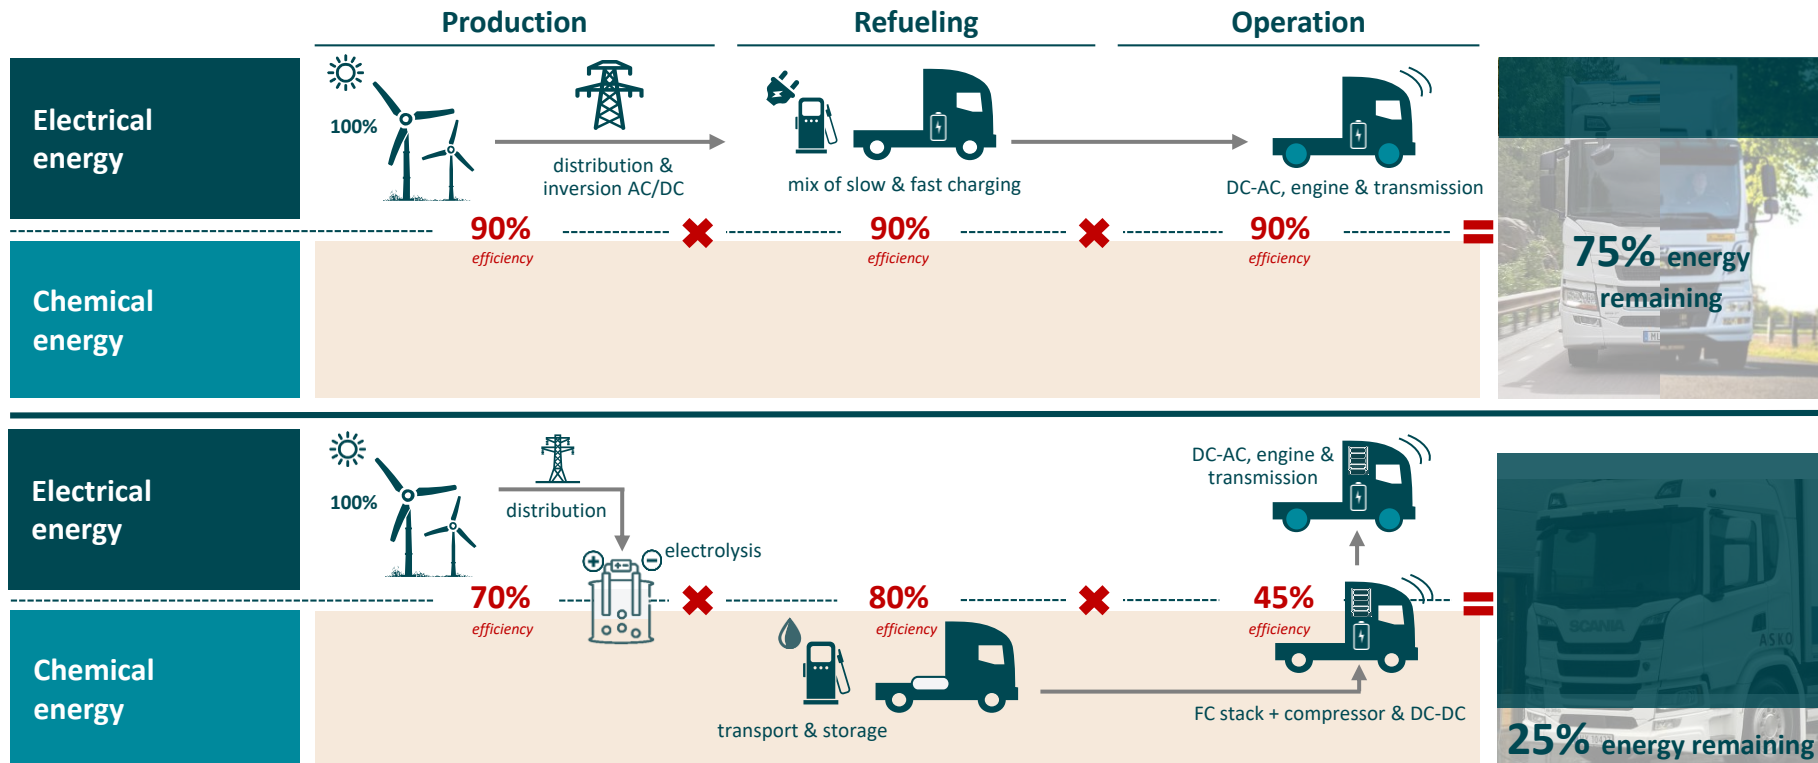 Production
Refueling
Operation
Electrical
energy
100%
distribution &
inversion AC/DC
mix of slow & fast charging
DC-AC, engine & transmission
90%
efficiency
90%
efficiency
90%
efficiency
75% energy
remaining
Chemical
energy
Electrical
energy
100%
distribution
electrolysis
DC-AC, engine &
transmission
70%
efficiency
80%
efficiency
45%
efficiency
SCANIA
ASKO
Chemical
energy
transport & storage
FC stack + compressor & DC-DC
25% energy remaining